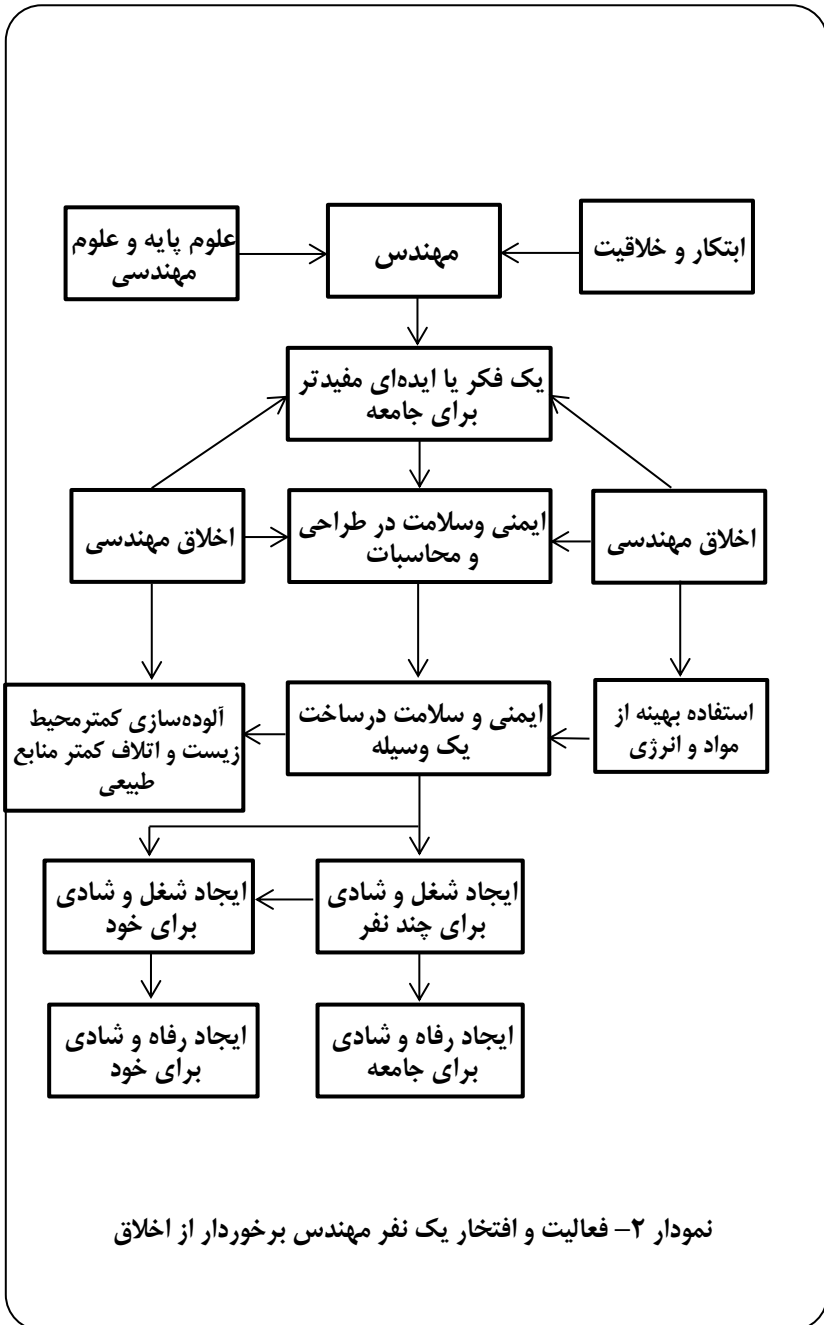 ابتکار و خلاقیت
مهندس
علوم پایه و علوم
مهندسی
یک فکر یا ایده‌ای مفیدتر
برای جامعه
اخلاق مهندسی
ایمنی وسلامت در طراحی
و محاسبات
اخلاق مهندسی
استفاده بهینه از
مواد و انرژی
ایمنی و سلامت درساخت
یک وسیله
آلوده‌سازی کمترمحیط
زیست و اتلاف کمتر منابع
طبیعی
ایجاد شغل و شادی
برای چند نفر
ایجاد شغل و شادی
برای خود
ایجاد رفاه و شادی
برای جامعه
ایجاد رفاه و شادی
برای خود
نمودار ۲– فعالیت و افتخار یک نفر مهندس برخوردار از اخلاق